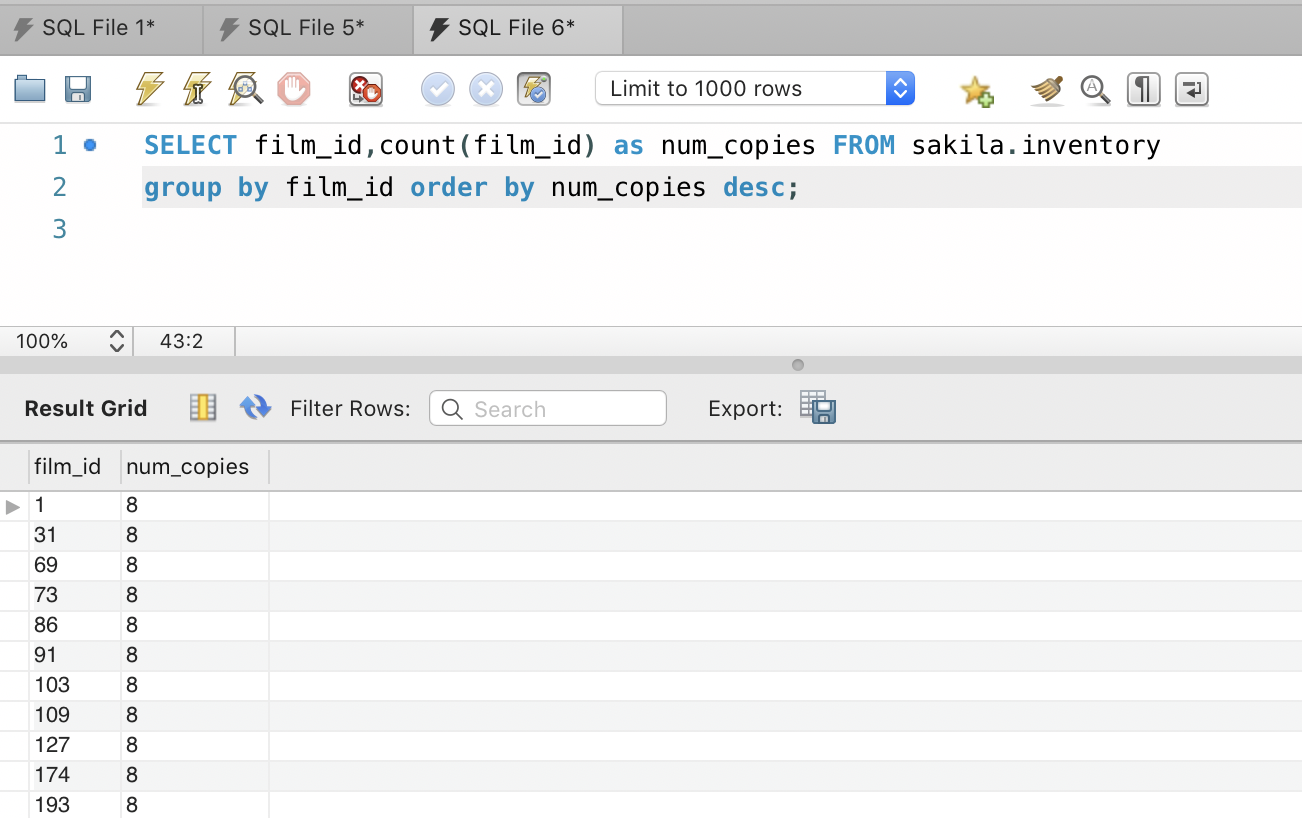 SQL File 1* SQL File 5* SQL File 6*
Limit to 1000 rows
1 SELECT film_id,count(film_id) as num_copies FROM sakila.inventory
2 group by film_id order by num_copies desc;
3
100% 43:2
Result Grid Filter Rows: Search Export:
film_id num_copies
1 8
31 8
69 8
73 8
86 8
91 8
103 8
109 8
127 8
174 8
193 8